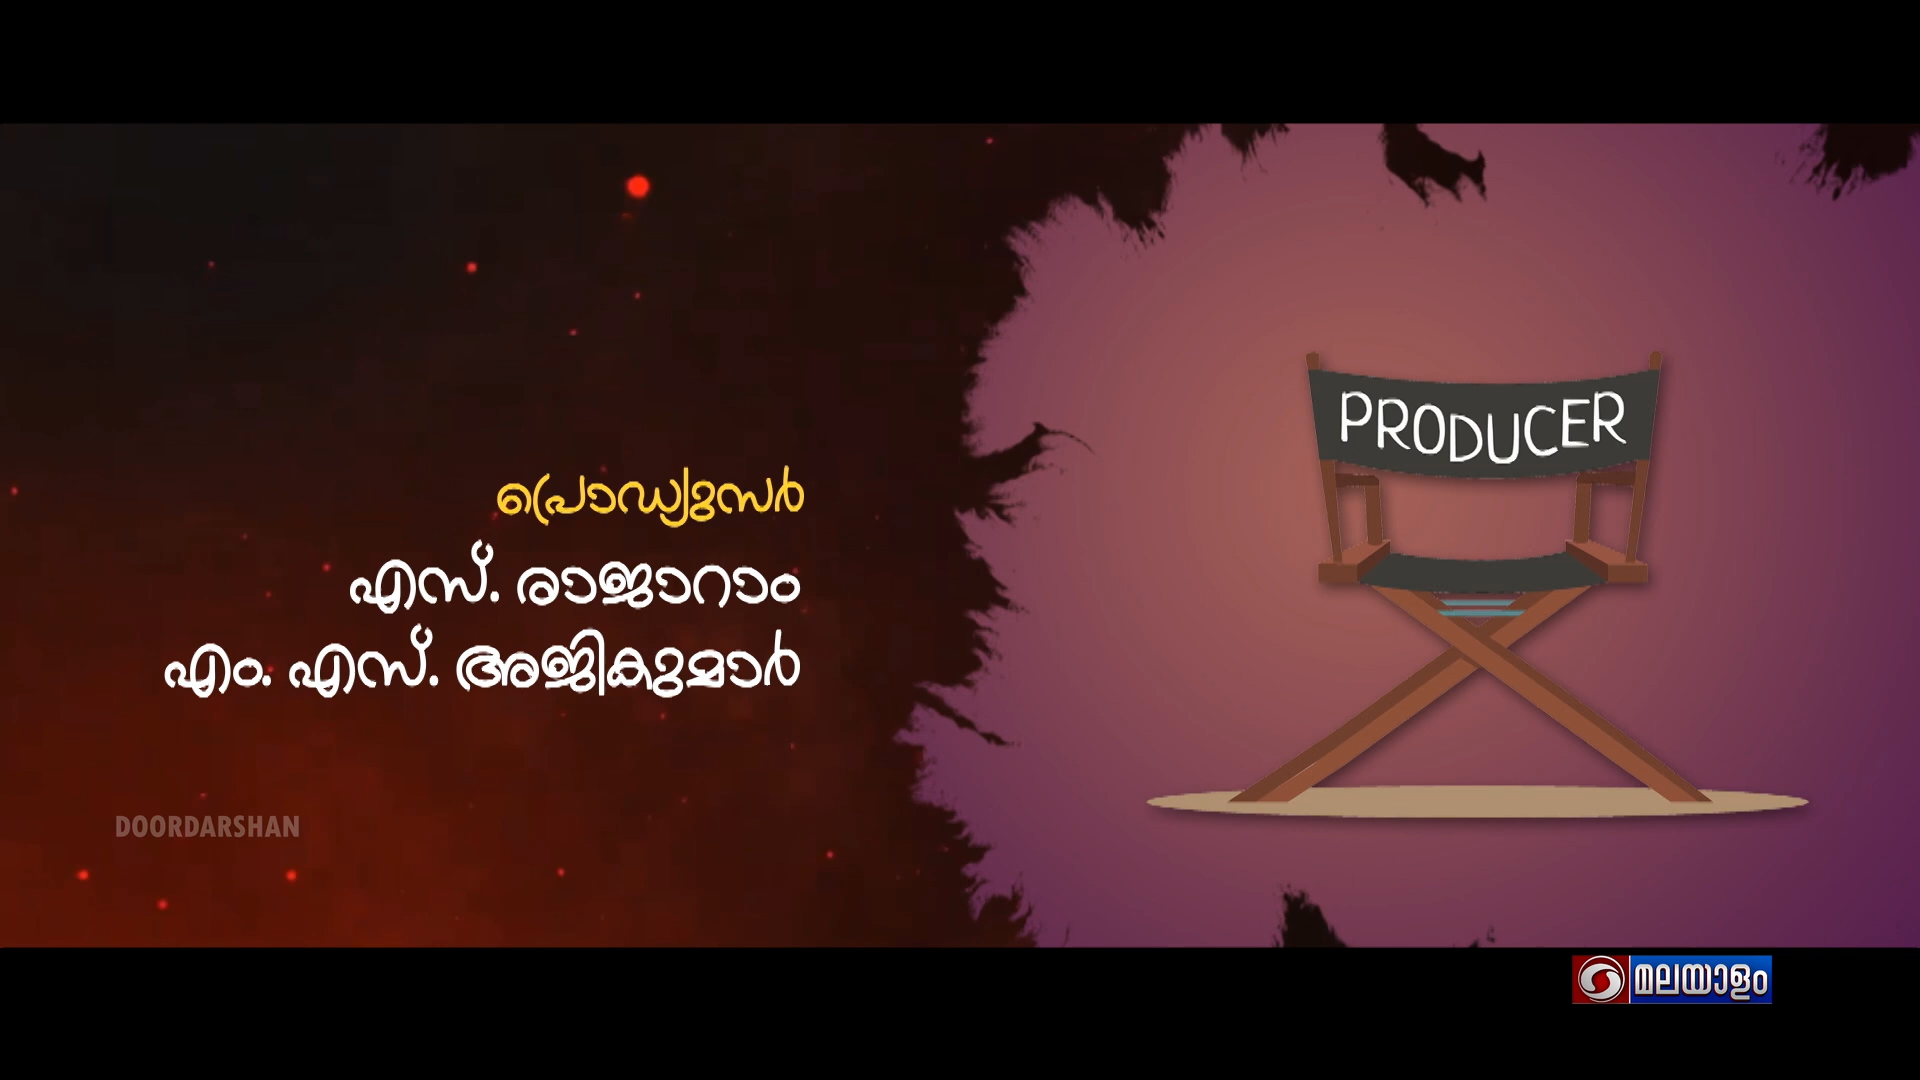 PRODUCER
പ്രൊഡ്യുസർ
എസ്. രാജാറാം
എം. എസ്. അജികുമാർ
DOORDARSHAN
മലയാളം